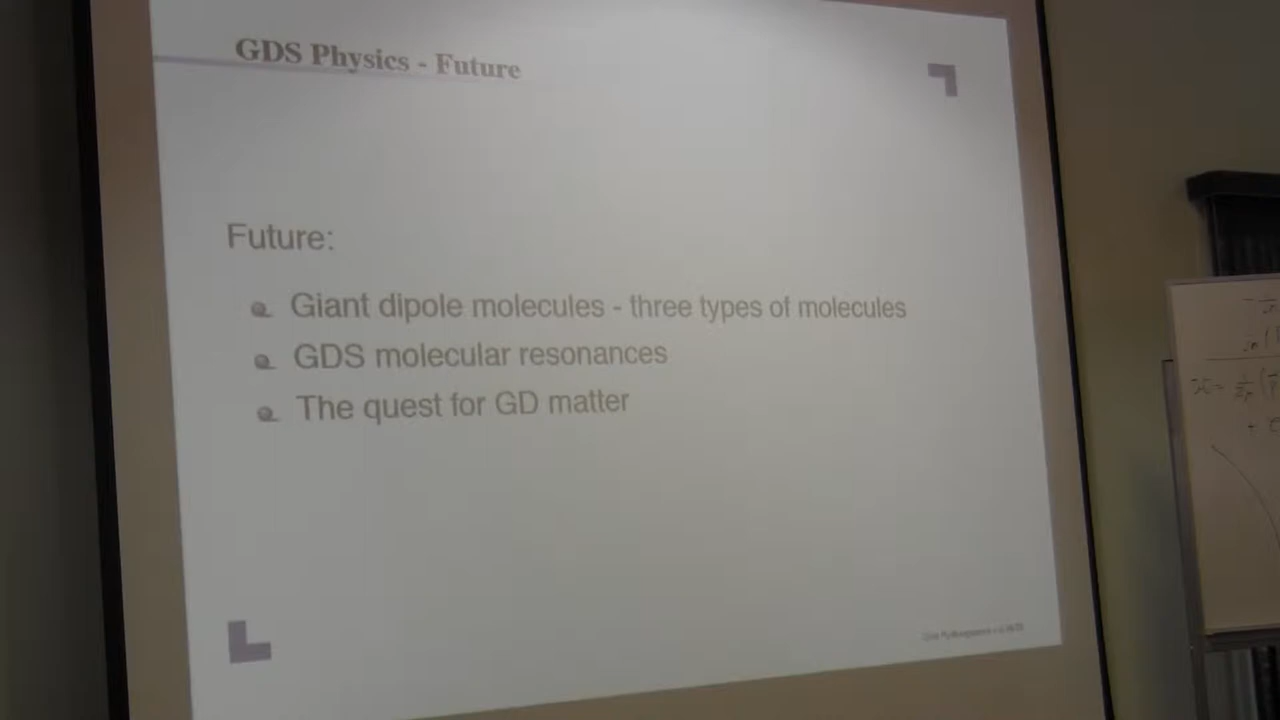 GDS Physics - Future
Future:
Giant dipole molecules - three types of molecules
GDS molecular resonances
The quest for GD matter